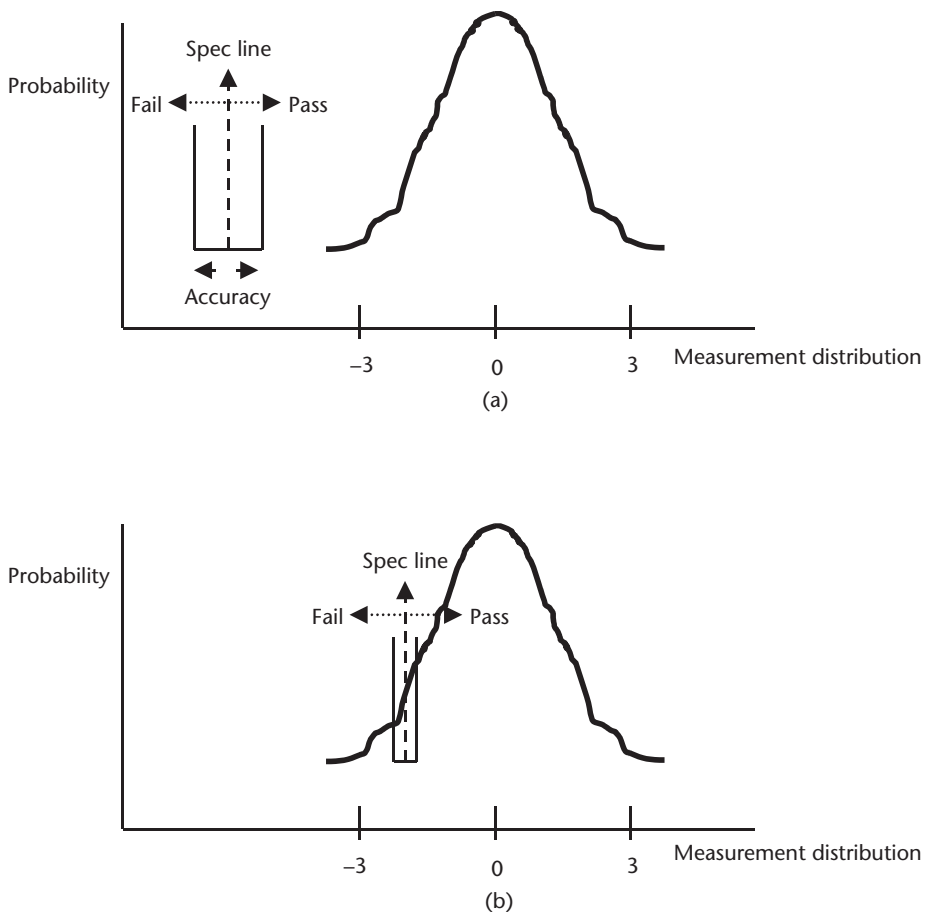 Spec line
Probability
Fail Pass
Accuracy
–3 0 3 Measurement distribution
(a)
Spec line
Probability
Fail Pass
–3 0 3 Measurement distribution
(b)